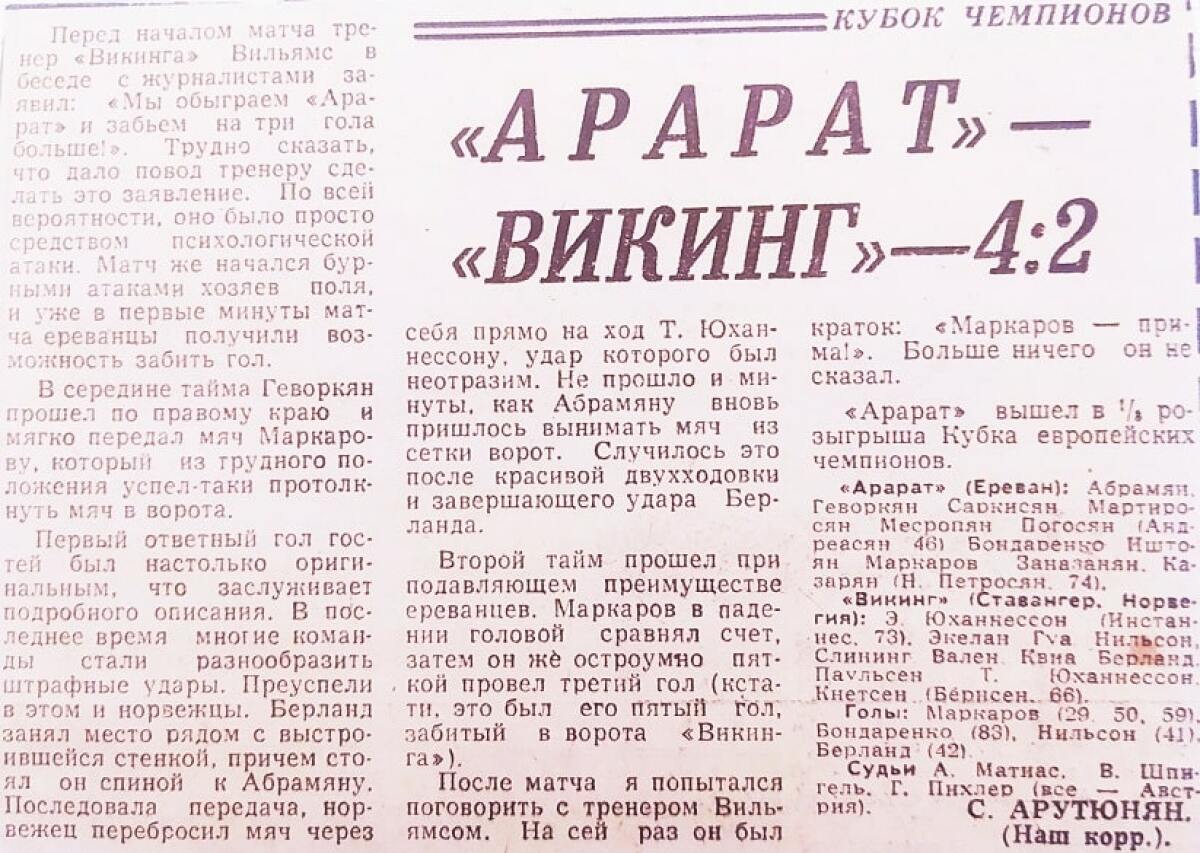 КУБОК ЧЕМПИОНОВ
«АРАРАТ» —
«ВИКИНГ» — 4:2
Перед началом матча тре-
нер «Викинга» Вильямс в
беседе с журналистами за-
явил: «Мы обыграем «Ара-
рат» и забьем на три гола
больше!». Трудно сказать,
что дало повод тренеру сде-
лать это заявление. По всей
вероятности, оно было просто
средством психологической
атаки. Матч же начался бур-
ными атаками хозяев поля,
и уже в первые минуты мат-
ча ереванцы получили воз-
можность забить гол.
В середине тайма Геворкян
прошел по правому краю и
мягко передал мяч Маркаро-
ву, который из трудного по-
ложения успел-таки протолк-
нуть мяч в ворота.
Первый ответный гол гос-
тей был настолько ориги-
нальным, что заслуживает
подробного описания. В пос-
леднее время многие коман-
ды стали разнообразить
штрафные удары. Преуспели
в этом и норвежцы. Берланд
занял место рядом с выстро-
ившейся стенкой, причем сто-
ял он спиной к Абрамяну.
Последовала передача, нор-
вежец перебросил мяч через
себя прямо на ход Т. Юхан-
нессону, удар которого был
неотразим. Не прошло и ми-
нуты, как Абрамяну вновь
пришлось вынимать мяч из
сетки ворот. Случилось это
после красивой двухходовки
и завершающего удара Бер-
ланда.
Второй тайм прошел при
подавляющем преимуществе
ереванцев. Маркаров в паде-
нии головой сравнял счет,
затем он же остроумно пят-
кой провел третий гол (кста-
ти, это был его пятый гол,
забитый в ворота «Викин-
га»).
После матча я попытался
поговорить с тренером Виль-
ямсом. На сей раз он был
краток: «Маркаров — при-
ма!». Больше ничего он не
сказал.
«Арарат» вышел в 1/8 ро-
зыгрыша Кубка европейских
чемпионов.
«Арарат» (Ереван): Абрамян,
Геворкян Саркисян, Мартиро-
сян Месропян Погосян (Анд-
реасян 46) Бондаренко Ишто-
ян Маркаров Заназанян, Ка-
зарян (Н. Петросян, 74).
«Викинг» (Ставангер, Норве-
гия): Э. Юханнессон (Инстан-
нес, 73), Экелан Гуа Нильсон,
Слининг Вален Квиа Берланд
Паульсен Т. Юханнессон,
Кнетсен (Бернсен, 66).
Голы: Маркаров (29, 50, 59)
Бондаренко (83), Нильсон (41),
Берланд (42).
Судьи А. Матиас, В. Шпи-
гель, Г. Пихлер (все — Авст-
рия).
С. АРУТЮНЯН.
(Наш корр.).